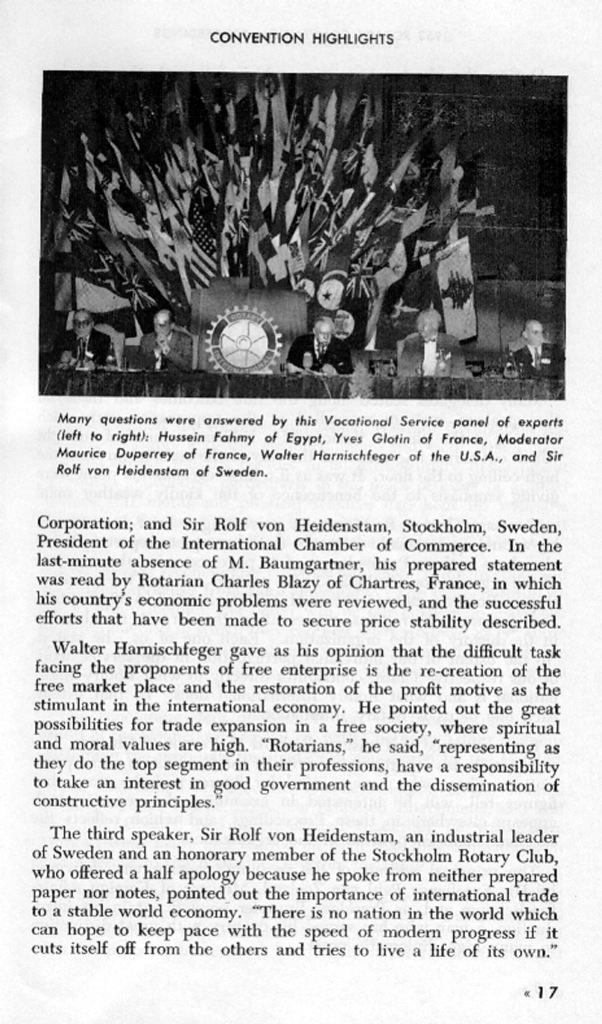 CONVENTION HIGHLIGHTS
ROTARY
Many questions were answered by this Vocational Service panel of experts
(left to right): Hussein Fahmy of Egypt, Yves Glotin of France, Moderator
Maurice Duperrey of France, Walter Harnischfeger of the U.S.A., and Sir
Rolf von Heidenstam of Sweden.
Corporation; and Sir Rolf von Heidenstam, Stockholm, Sweden,
President of the International Chamber of Commerce. In the
last-minute absence of M. Baumgartner, his prepared statement
was read by Rotarian Charles Blazy of Chartres, France, in which
his country's economic problems were reviewed, and the successful
efforts that have been made to secure price stability described.
Walter Harnischfeger gave as his opinion that the difficult task
facing the proponents of free enterprise is the re-creation of the
free market place and the restoration of the profit motive as the
stimulant in the international economy. He pointed out the great
possibilities for trade expansion in a free society, where spiritual
and moral values are high. "Rotarians," he said, "representing as
they do the top segment in their professions, have a responsibility
to take an interest in good government and the dissemination of
constructive principles."
The third speaker, Sir Rolf von Heidenstam, an industrial leader
of Sweden and an honorary member of the Stockholm Rotary Club,
who offered a half apology because he spoke from neither prepared
paper nor notes, pointed out the importance of international trade
to a stable world economy. "There is no nation in the world which
can hope to keep pace with the speed of modern progress if it
cuts itself off from the others and tries to live a life of its own."
« 17